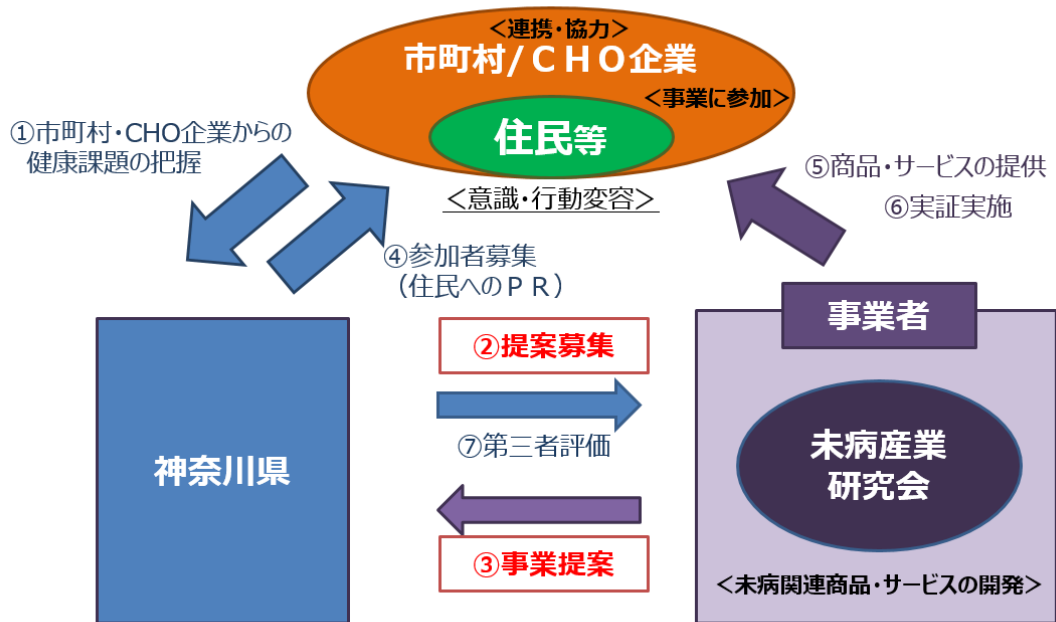 ＜連携・協力＞
市町村/ＣＨＯ企業
＜事業に参加＞
住民等
＜意識・行動変容＞
①市町村・CHO企業からの
健康課題の把握
④参加者募集
（住民へのＰＲ）
⑤商品・サービスの提供
⑥実証実施
神奈川県
②提案募集
⑦第三者評価
③事業提案
事業者
未病産業
研究会
＜未病関連商品・サービスの開発＞